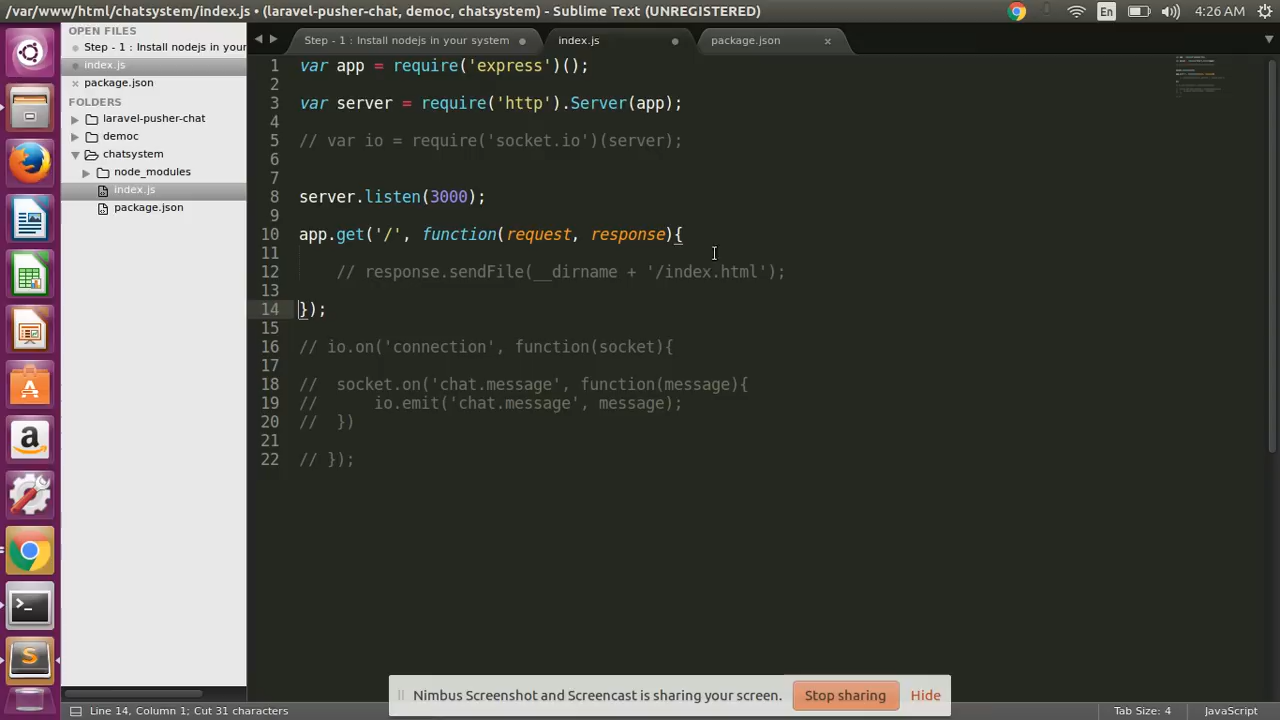 /var/www/html/chatsystem/index.js • (laravel-pusher-chat, democ, chatsystem) - Sublime Text (UNREGISTERED)
En
4:26 AM
OPEN FILES
Step - 1 : Install nodejs in your
index.js
package.json
FOLDERS
laravel-pusher-chat
democ
chatsystem
node_modules
index.js
package.json
Step - 1 : Install nodejs in your system
index.js
package.json
1 var app = require('express')();
2
3 var server = require('http').Server(app);
4
5 // var io = require('socket.io')(server);
6
7
8 server.listen(3000);
9
10 app.get('/', function(request, response){
11
12     // response.sendFile(__dirname + '/index.html');
13
14 });
15
16 // io.on('connection', function(socket){
17
18 //  socket.on('chat.message', function(message){
19 //      io.emit('chat.message', message);
20 //  })
21
22 // });
Nimbus Screenshot and Screencast is sharing your screen.
Stop sharing
Hide
Line 14, Column 1; Cut 31 characters
Tab Size: 4
JavaScript